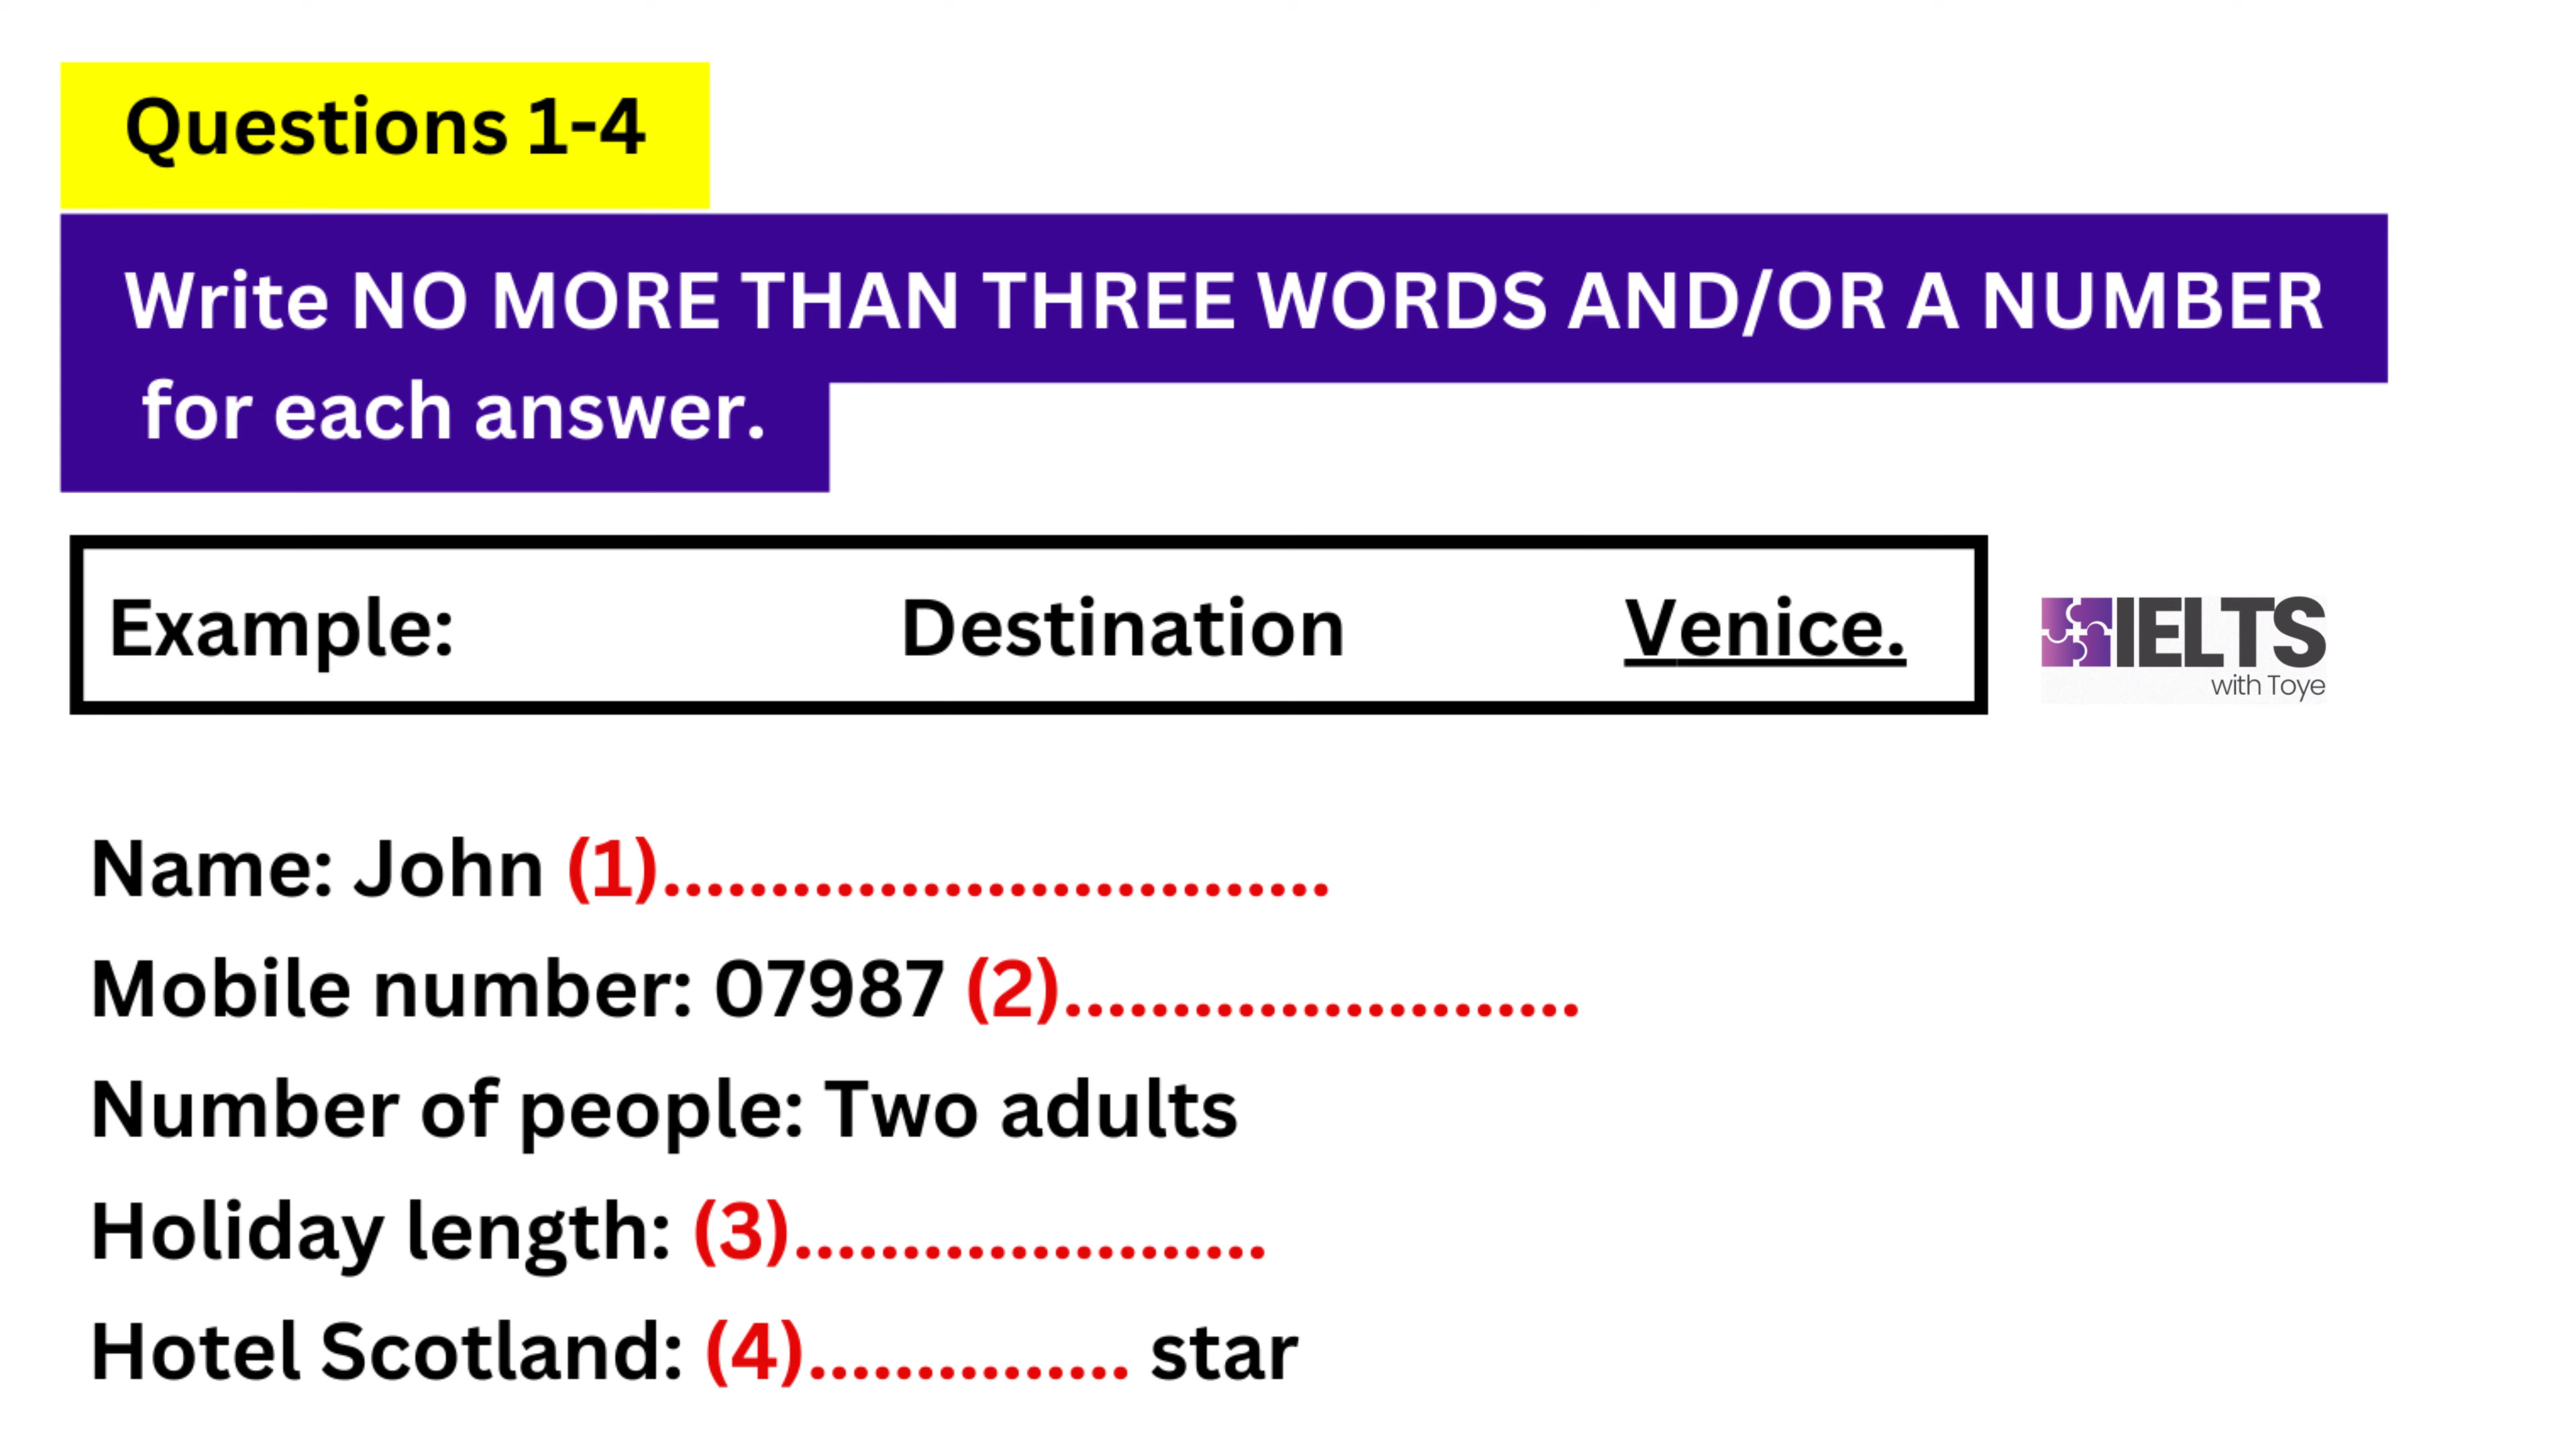 Questions 1-4
Write NO MORE THAN THREE WORDS AND/OR A NUMBER
for each answer.
Example: Destination Venice.
IELTS
with Toye
Name: John (1)...............................
Mobile number: 07987 (2)........................
Number of people: Two adults
Holiday length: (3)......................
Hotel Scotland: (4)............... star